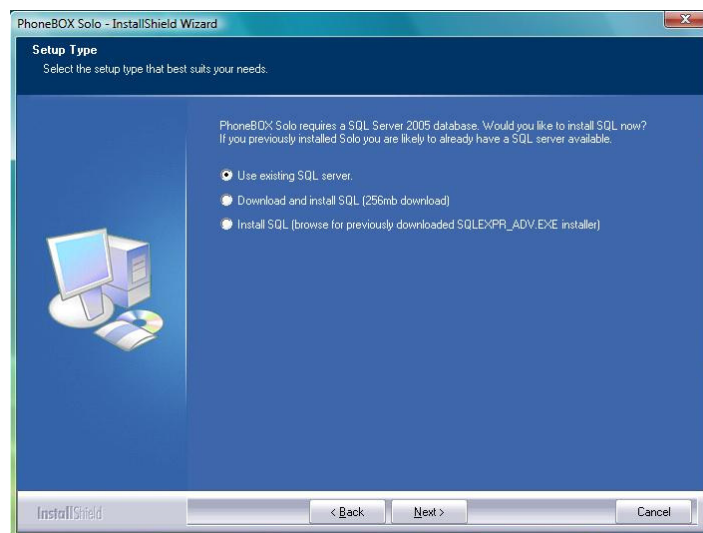 PhoneBOX Solo - InstallShield Wizard
Setup Type
Select the setup type that best suits your needs.
PhoneBOX Solo requires a SQL Server 2005 database. Would you like to install SQL now?
If you previously installed Solo you are likely to already have a SQL server available.
Use existing SQL server.
Download and install SQL (256mb download)
Install SQL (browse for previously downloaded SQLEXPR_ADV.EXE installer)
InstallShield
< Back
Next >
Cancel